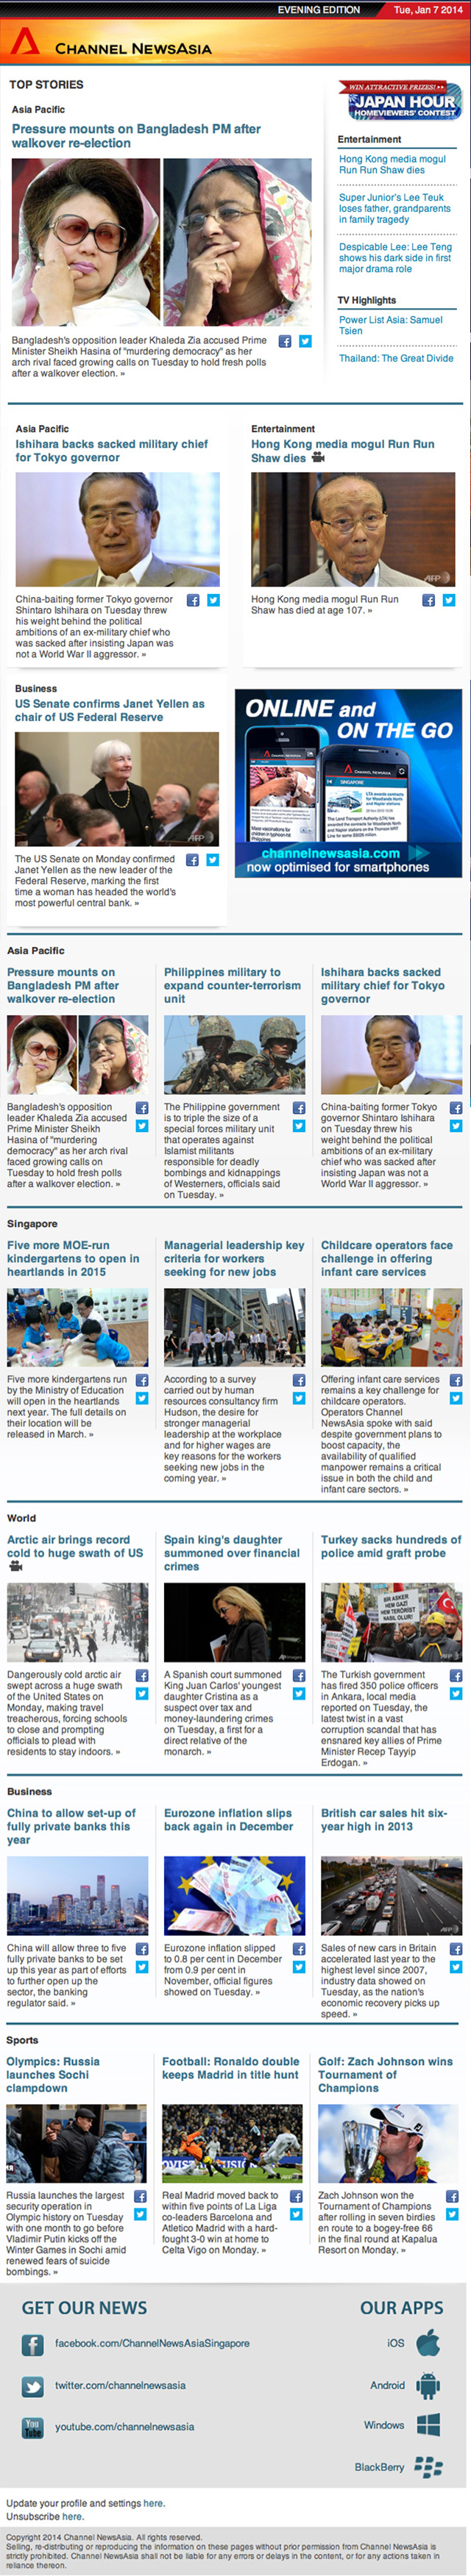 EVENING EDITION
Tue, Jan 7 2014
CHANNEL NEWSASIA
TOP STORIES
Asia Pacific
Pressure mounts on Bangladesh PM after
walkover re-election
Bangladesh's opposition leader Khaleda Zia accused Prime
Minister Sheikh Hasina of "murdering democracy" as her
arch rival faced growing calls on Tuesday to hold fresh polls
after a walkover election. »
WIN ATTRACTIVE PRIZES!
JAPAN HOUR
HOMEVIEWERS' CONTEST
Entertainment
Hong Kong media mogul
Run Run Shaw dies
Super Junior's Lee Teuk
loses father, grandparents
in family tragedy
Despicable Lee: Lee Teng
shows his dark side in first
major drama role
TV Highlights
Power List Asia: Samuel
Tsien
Thailand: The Great Divide
Asia Pacific
Ishihara backs sacked military chief
for Tokyo governor
China-baiting former Tokyo governor
Shintaro Ishihara on Tuesday threw
his weight behind the political
ambitions of an ex-military chief who
was sacked after insisting Japan was
not a World War II aggressor. »
Entertainment
Hong Kong media mogul Run Run
Shaw dies
AFP
Hong Kong media mogul Run Run
Shaw has died at age 107. »
Business
US Senate confirms Janet Yellen as
chair of US Federal Reserve
AFP
The US Senate on Monday confirmed
Janet Yellen as the new leader of the
Federal Reserve, marking the first
time a woman has headed the world's
most powerful central bank. »
ONLINE and
ON THE GO
CHANNEL NEWSASIA
SINGAPORE
channelnewsasia.com
now optimised for smartphones
Asia Pacific
Pressure mounts on
Bangladesh PM after
walkover re-election
Bangladesh's opposition
leader Khaleda Zia accused
Prime Minister Sheikh
Hasina of "murdering
democracy" as her arch rival
faced growing calls on
Tuesday to hold fresh polls
after a walkover election. »
Philippines military to
expand counter-terrorism
unit
The Philippine government
is to triple the size of a
special forces military unit
that operates against
Islamist militants
responsible for deadly
bombings and kidnappings
of Westerners, officials said
on Tuesday. »
Ishihara backs sacked
military chief for Tokyo
governor
China-baiting former Tokyo
governor Shintaro Ishihara
on Tuesday threw his
weight behind the political
ambitions of an ex-military
chief who was sacked after
insisting Japan was not a
World War II aggressor. »
Singapore
Five more MOE-run
kindergartens to open in
heartlands in 2015
Five more kindergartens run
by the Ministry of Education
will open in the heartlands
next year. The full details on
their location will be
released in March. »
Managerial leadership key
criteria for workers
seeking for new jobs
According to a survey
carried out by human
resources consultancy firm
Hudson, the desire for
stronger managerial
leadership at the workplace
and for higher wages are
key reasons for the workers
seeking new jobs in the
coming year. »
Childcare operators face
challenge in offering
infant care services
Offering infant care services
remains a key challenge for
childcare operators.
Operators Channel
NewsAsia spoke with said
despite government plans to
boost capacity, the
availability of qualified
manpower remains a critical
issue in both the child and
infant care sectors. »
World
Arctic air brings record
cold to huge swath of US
Dangerously cold arctic air
swept across a huge swath
of the United States on
Monday, making travel
treacherous, forcing schools
to close and prompting
officials to plead with
residents to stay indoors. »
Spain king's daughter
summoned over financial
crimes
A Spanish court summoned
King Juan Carlos' youngest
daughter Cristina as a
suspect over tax and
money-laundering crimes
on Tuesday, a first for a
direct relative of the
monarch. »
Turkey sacks hundreds of
police amid graft probe
BIR ASKER
HEM GAZI
HEM TERÖRIST
NASIL OLUR!
The Turkish government
has fired 350 police officers
in Ankara, local media
reported on Tuesday, the
latest twist in a vast
corruption scandal that has
ensnared key allies of Prime
Minister Recep Tayyip
Erdogan. »
Business
China to allow set-up of
fully private banks this
year
China will allow three to five
fully private banks to be set
up this year as part of efforts
to further open up the
sector, the banking
regulator said. »
Eurozone inflation slips
back again in December
Eurozone inflation slipped
to 0.8 per cent in December
from 0.9 per cent in
November, official figures
showed on Tuesday. »
British car sales hit six-
year high in 2013
Sales of new cars in Britain
accelerated last year to the
highest level since 2007,
industry data showed on
Tuesday, as the nation's
economic recovery picks up
speed. »
Sports
Olympics: Russia
launches Sochi
clampdown
Russia launches the largest
security operation in
Olympic history on Tuesday
with one month to go before
Vladimir Putin kicks off the
Winter Games in Sochi amid
renewed fears of suicide
bombings. »
Football: Ronaldo double
keeps Madrid in title hunt
Real Madrid moved back to
within five points of La Liga
co-leaders Barcelona and
Atletico Madrid with a hard-
fought 3-0 win at home to
Celta Vigo on Monday. »
Golf: Zach Johnson wins
Tournament of
Champions
Zach Johnson won the
Tournament of Champions
after rolling in seven birdies
en route to a bogey-free 66
in the final round at Kapalua
Resort on Monday. »
GET OUR NEWS
facebook.com/ChannelNewsAsiaSingapore
twitter.com/channelnewsasia
You
Tube
youtube.com/channelnewsasia
OUR APPS
iOS
Android
Windows
BlackBerry
Update your profile and settings here.
Unsubscribe here.
Copyright 2014 Channel NewsAsia. All rights reserved.
Selling, re-distributing or reproducing the information on these pages without prior permission from Channel NewsAsia is
strictly prohibited. Channel NewsAsia shall not be liable for any errors or delays in the content, or for any actions taken in
reliance thereon.